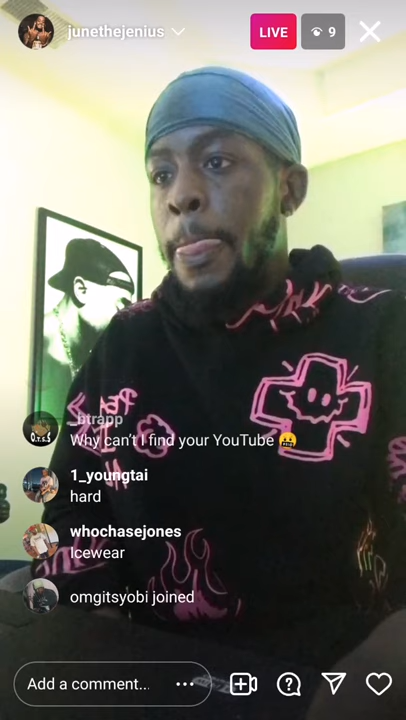 junethejenius
LIVE
9
_btrapp
Why can't I find your YouTube 🤬
1_youngtai
hard
whochasejones
Icewear
omgitsyobi joined
Add a comment...